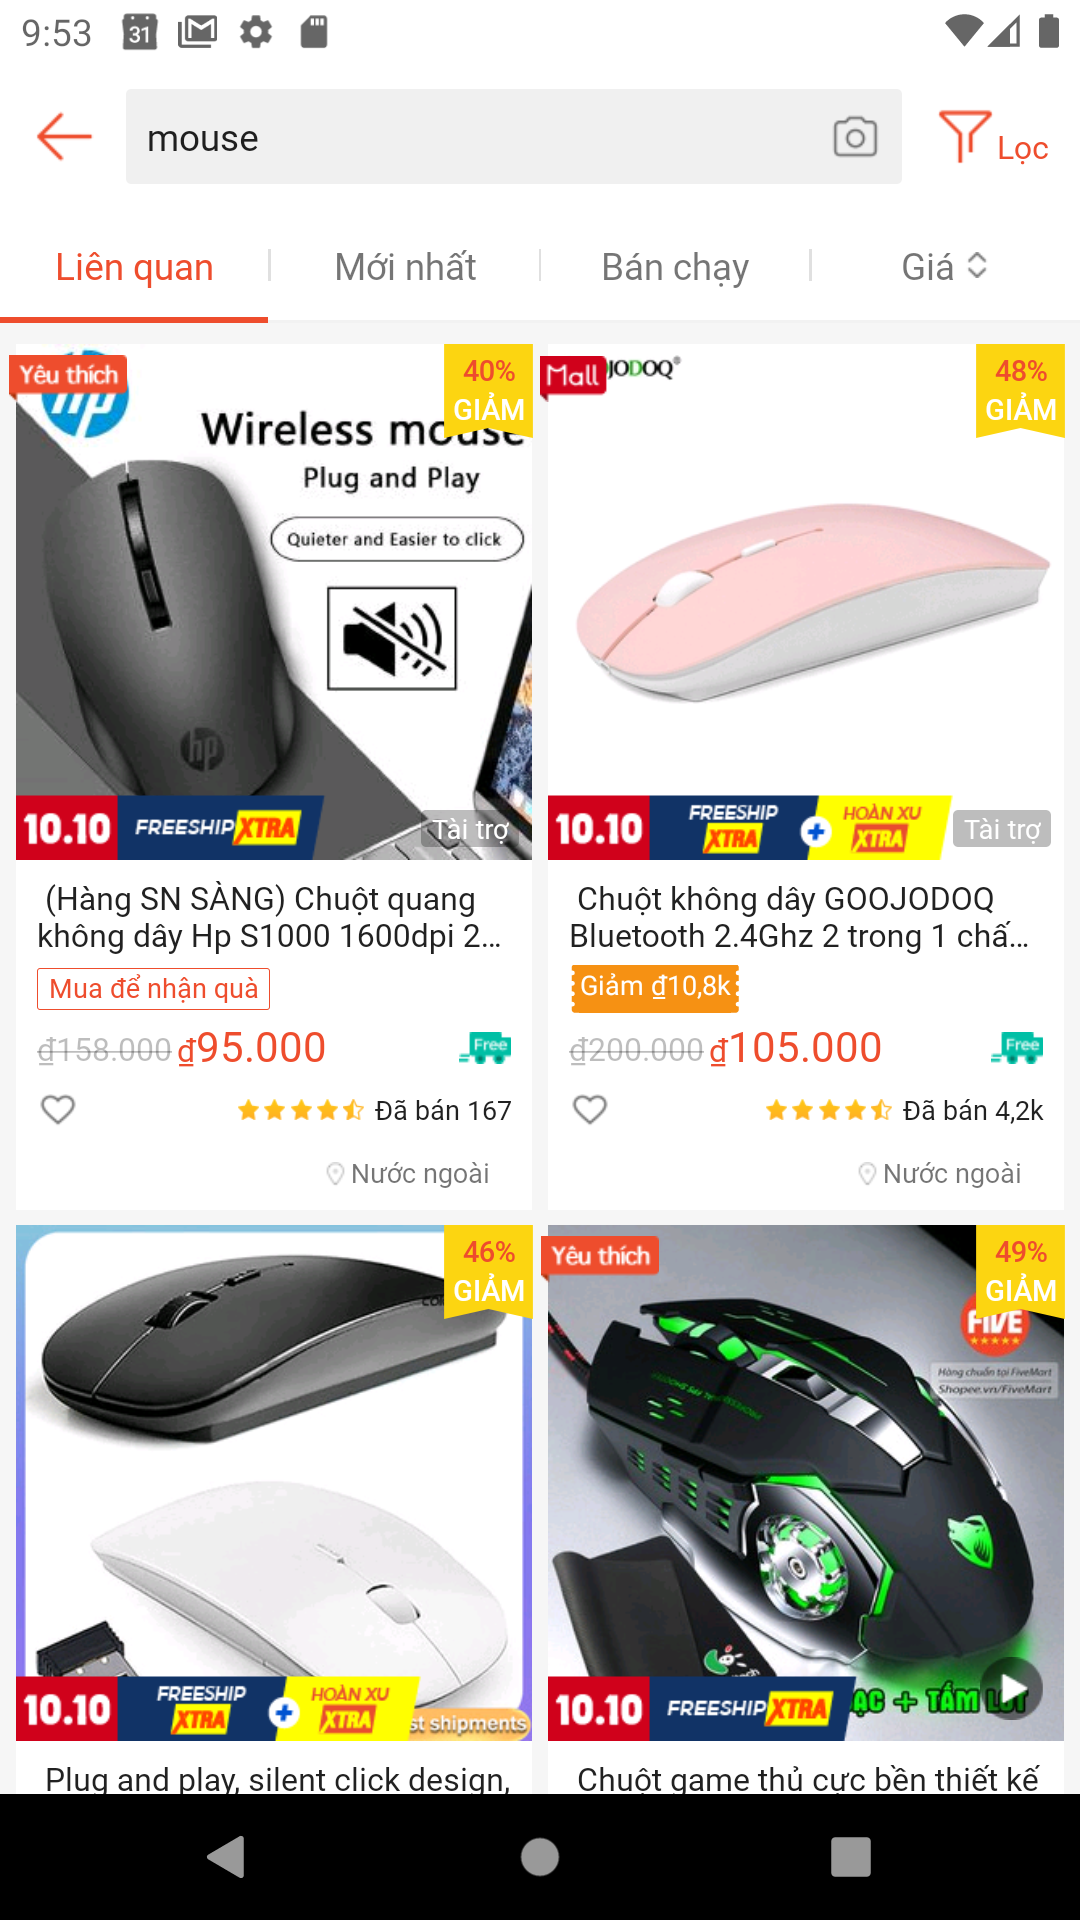 9:53
31
mouse
Lọc
Liên quan
Mới nhất
Bán chạy
Giá
Yêu thích
hp
40%
GIẢM
Wireless mouse
Plug and Play
Quieter and Easier to click
hp
10.10
FREESHIP XTRA
Tài trợ
(Hàng SN SÀNG) Chuột quang
không dây Hp S1000 1600dpi 2...
Mua để nhận quà
₫158.000 ₫95.000
Free
Đã bán 167
Nước ngoài
Mall
JODOQ®
48%
GIẢM
10.10
FREESHIP XTRA
+
HOÀN XU XTRA
Tài trợ
Chuột không dây GOOJODOQ
Bluetooth 2.4Ghz 2 trong 1 chấ...
Giảm ₫10,8k
₫200.000 ₫105.000
Free
Đã bán 4,2k
Nước ngoài
46%
GIẢM
10.10
FREESHIP XTRA
+
HOÀN XU XTRA
st shipments
Plug and play, silent click design,
Yêu thích
49%
GIẢM
FIVE
Hàng chuẩn tại FiveMart
Shopee.vn/FiveMart
10.10
FREESHIP XTRA
ẠC + TẤM LÓT
Chuột game thủ cực bền thiết kế